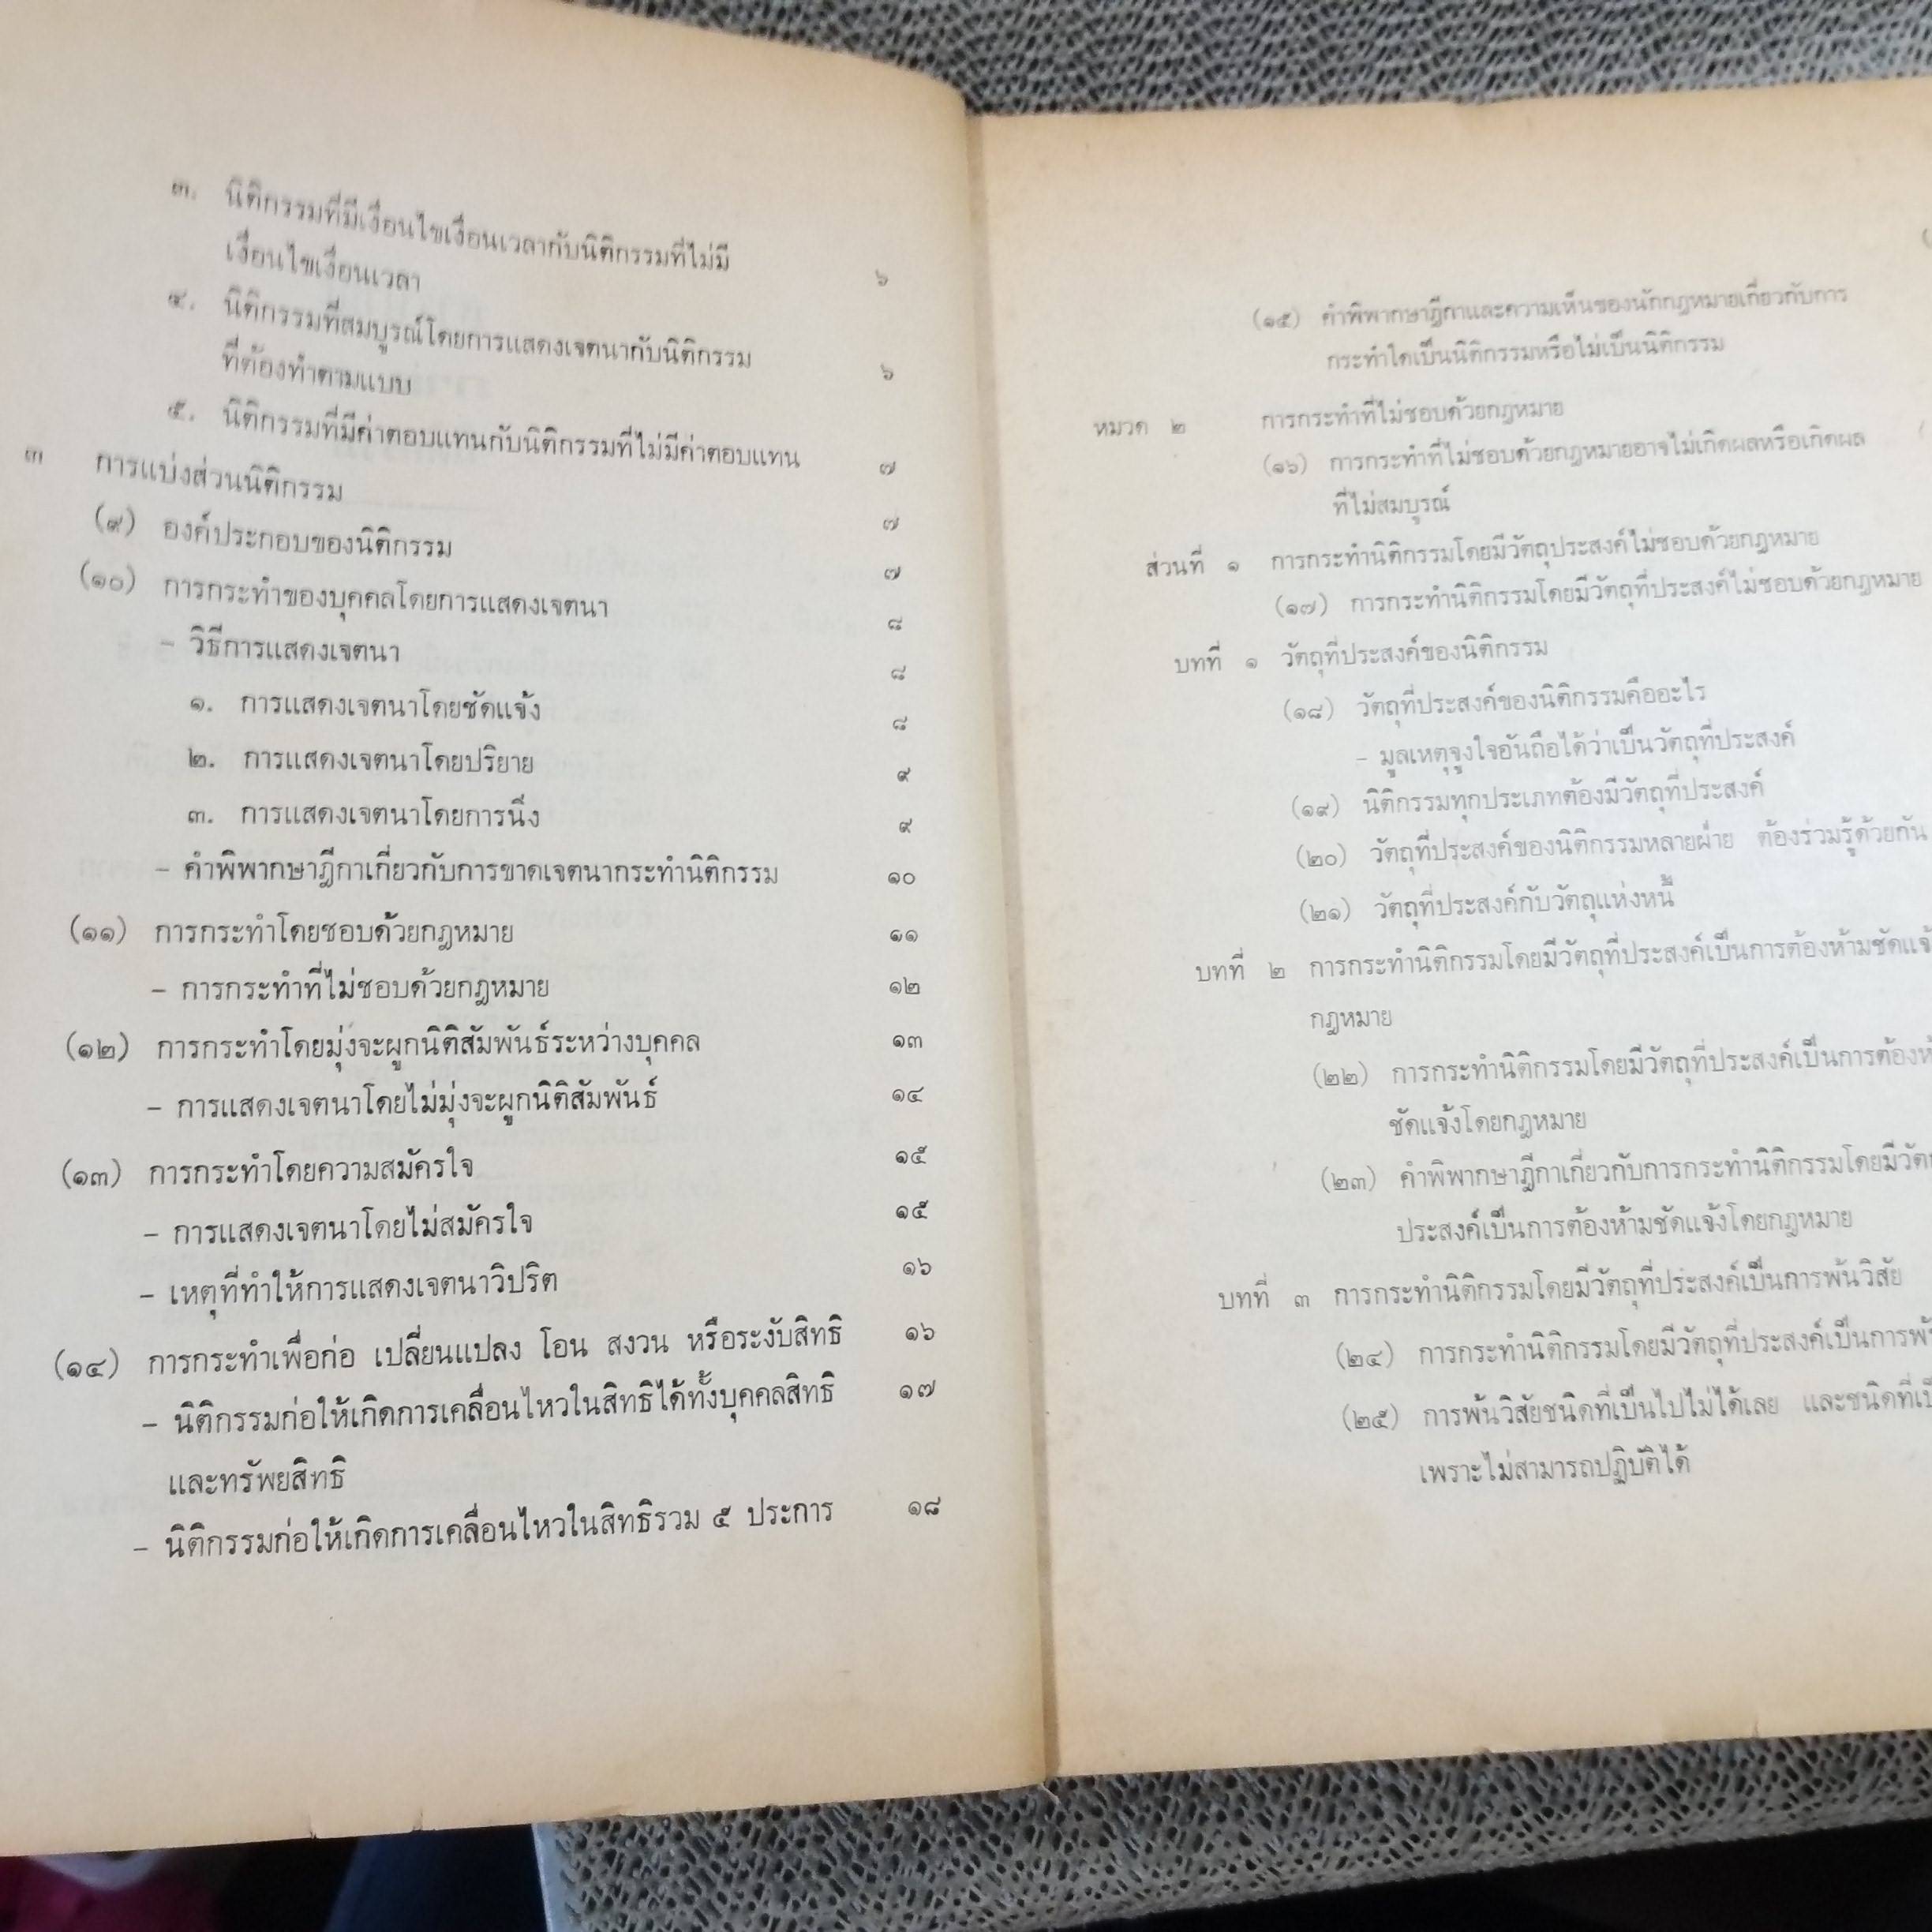 ๓. นิติกรรมที่มีเงื่อนไขเงื่อนเวลากับนิติกรรมที่ไม่มี
เงื่อนไขเงื่อนเวลา ๖
๔. นิติกรรมที่สมบูรณ์โดยการแสดงเจตนากับนิติกรรม
ที่ต้องทำตามแบบ ๖
๕. นิติกรรมที่มีค่าตอบแทนกับนิติกรรมที่ไม่มีค่าตอบแทน ๗
๓ การแบ่งส่วนนิติกรรม ๗
(๙) องค์ประกอบของนิติกรรม ๗
(๑๐) การกระทำของบุคคลโดยการแสดงเจตนา ๘
- วิธีการแสดงเจตนา ๘
๑. การแสดงเจตนาโดยชัดแจ้ง ๘
๒. การแสดงเจตนาโดยปริยาย ๙
๓. การแสดงเจตนาโดยการนิ่ง ๙
- คำพิพากษาฎีกาเกี่ยวกับการขาดเจตนากระทำนิติกรรม ๑๐
(๑๑) การกระทำโดยชอบด้วยกฎหมาย ๑๑
- การกระทำที่ไม่ชอบด้วยกฎหมาย ๑๒
(๑๒) การกระทำโดยมุ่งจะผูกนิติสัมพันธ์ระหว่างบุคคล ๑๓
- การแสดงเจตนาโดยไม่มุ่งจะผูกนิติสัมพันธ์ ๑๔
(๑๓) การกระทำโดยความสมัครใจ ๑๕
- การแสดงเจตนาโดยไม่สมัครใจ ๑๕
- เหตุที่ทำให้การแสดงเจตนาวิปริต ๑๖
(๑๔) การกระทำเพื่อก่อ เปลี่ยนแปลง โอน สงวน หรือระงับสิทธิ ๑๖
- นิติกรรมก่อให้เกิดการเคลื่อนไหวในสิทธิได้ทั้งบุคคลสิทธิ ๑๗
และทรัพยสิทธิ
- นิติกรรมก่อให้เกิดการเคลื่อนไหวในสิทธิรวม ๕ ประการ ๑๘
(๑๕) คำพิพากษาฎีกาและความเห็นของนักกฎหมายเกี่ยวกับการ
กระทำใดเป็นนิติกรรมหรือไม่เป็นนิติกรรม
หมวด ๒ การกระทำที่ไม่ชอบด้วยกฎหมาย
(๑๖) การกระทำที่ไม่ชอบด้วยกฎหมายอาจไม่เกิดผลหรือเกิดผล
ที่ไม่สมบูรณ์
ส่วนที่ ๑ การกระทำนิติกรรมโดยมีวัตถุประสงค์ไม่ชอบด้วยกฎหมาย
(๑๗) การกระทำนิติกรรมโดยมีวัตถุที่ประสงค์ไม่ชอบด้วยกฎหมาย
บทที่ ๑ วัตถุที่ประสงค์ของนิติกรรม
(๑๘) วัตถุที่ประสงค์ของนิติกรรมคืออะไร
- มูลเหตุจูงใจอันถือได้ว่าเป็นวัตถุที่ประสงค์
(๑๙) นิติกรรมทุกประเภทต้องมีวัตถุที่ประสงค์
(๒๐) วัตถุที่ประสงค์ของนิติกรรมหลายฝ่าย ต้องร่วมรู้ด้วยกัน
(๒๑) วัตถุที่ประสงค์กับวัตถุแห่งหนี้
บทที่ ๒ การกระทำนิติกรรมโดยมีวัตถุที่ประสงค์เป็นการต้องห้ามชัด
กฎหมาย
(๒๒) การกระทำนิติกรรมโดยมีวัตถุที่ประสงค์เป็นการต้อง
ชัดแจ้งโดยกฎหมาย
(๒๓) คำพิพากษาฎีกาเกี่ยวกับการกระทำนิติกรรมโดยมี
ประสงค์เป็นการต้องห้ามชัดแจ้งโดยกฎหมาย
บทที่ ๓ การกระทำนิติกรรมโดยมีวัตถุที่ประสงค์เป็นการพ้นวิสัย
(๒๔) การกระทำนิติกรรมโดยมีวัตถุที่ประสงค์เป็นการ
(๒๕) การพ้นวิสัยชนิดที่เป็นไปไม่ได้เลย และชนิดที่
เพราะไม่สามารถปฏิบัติได้